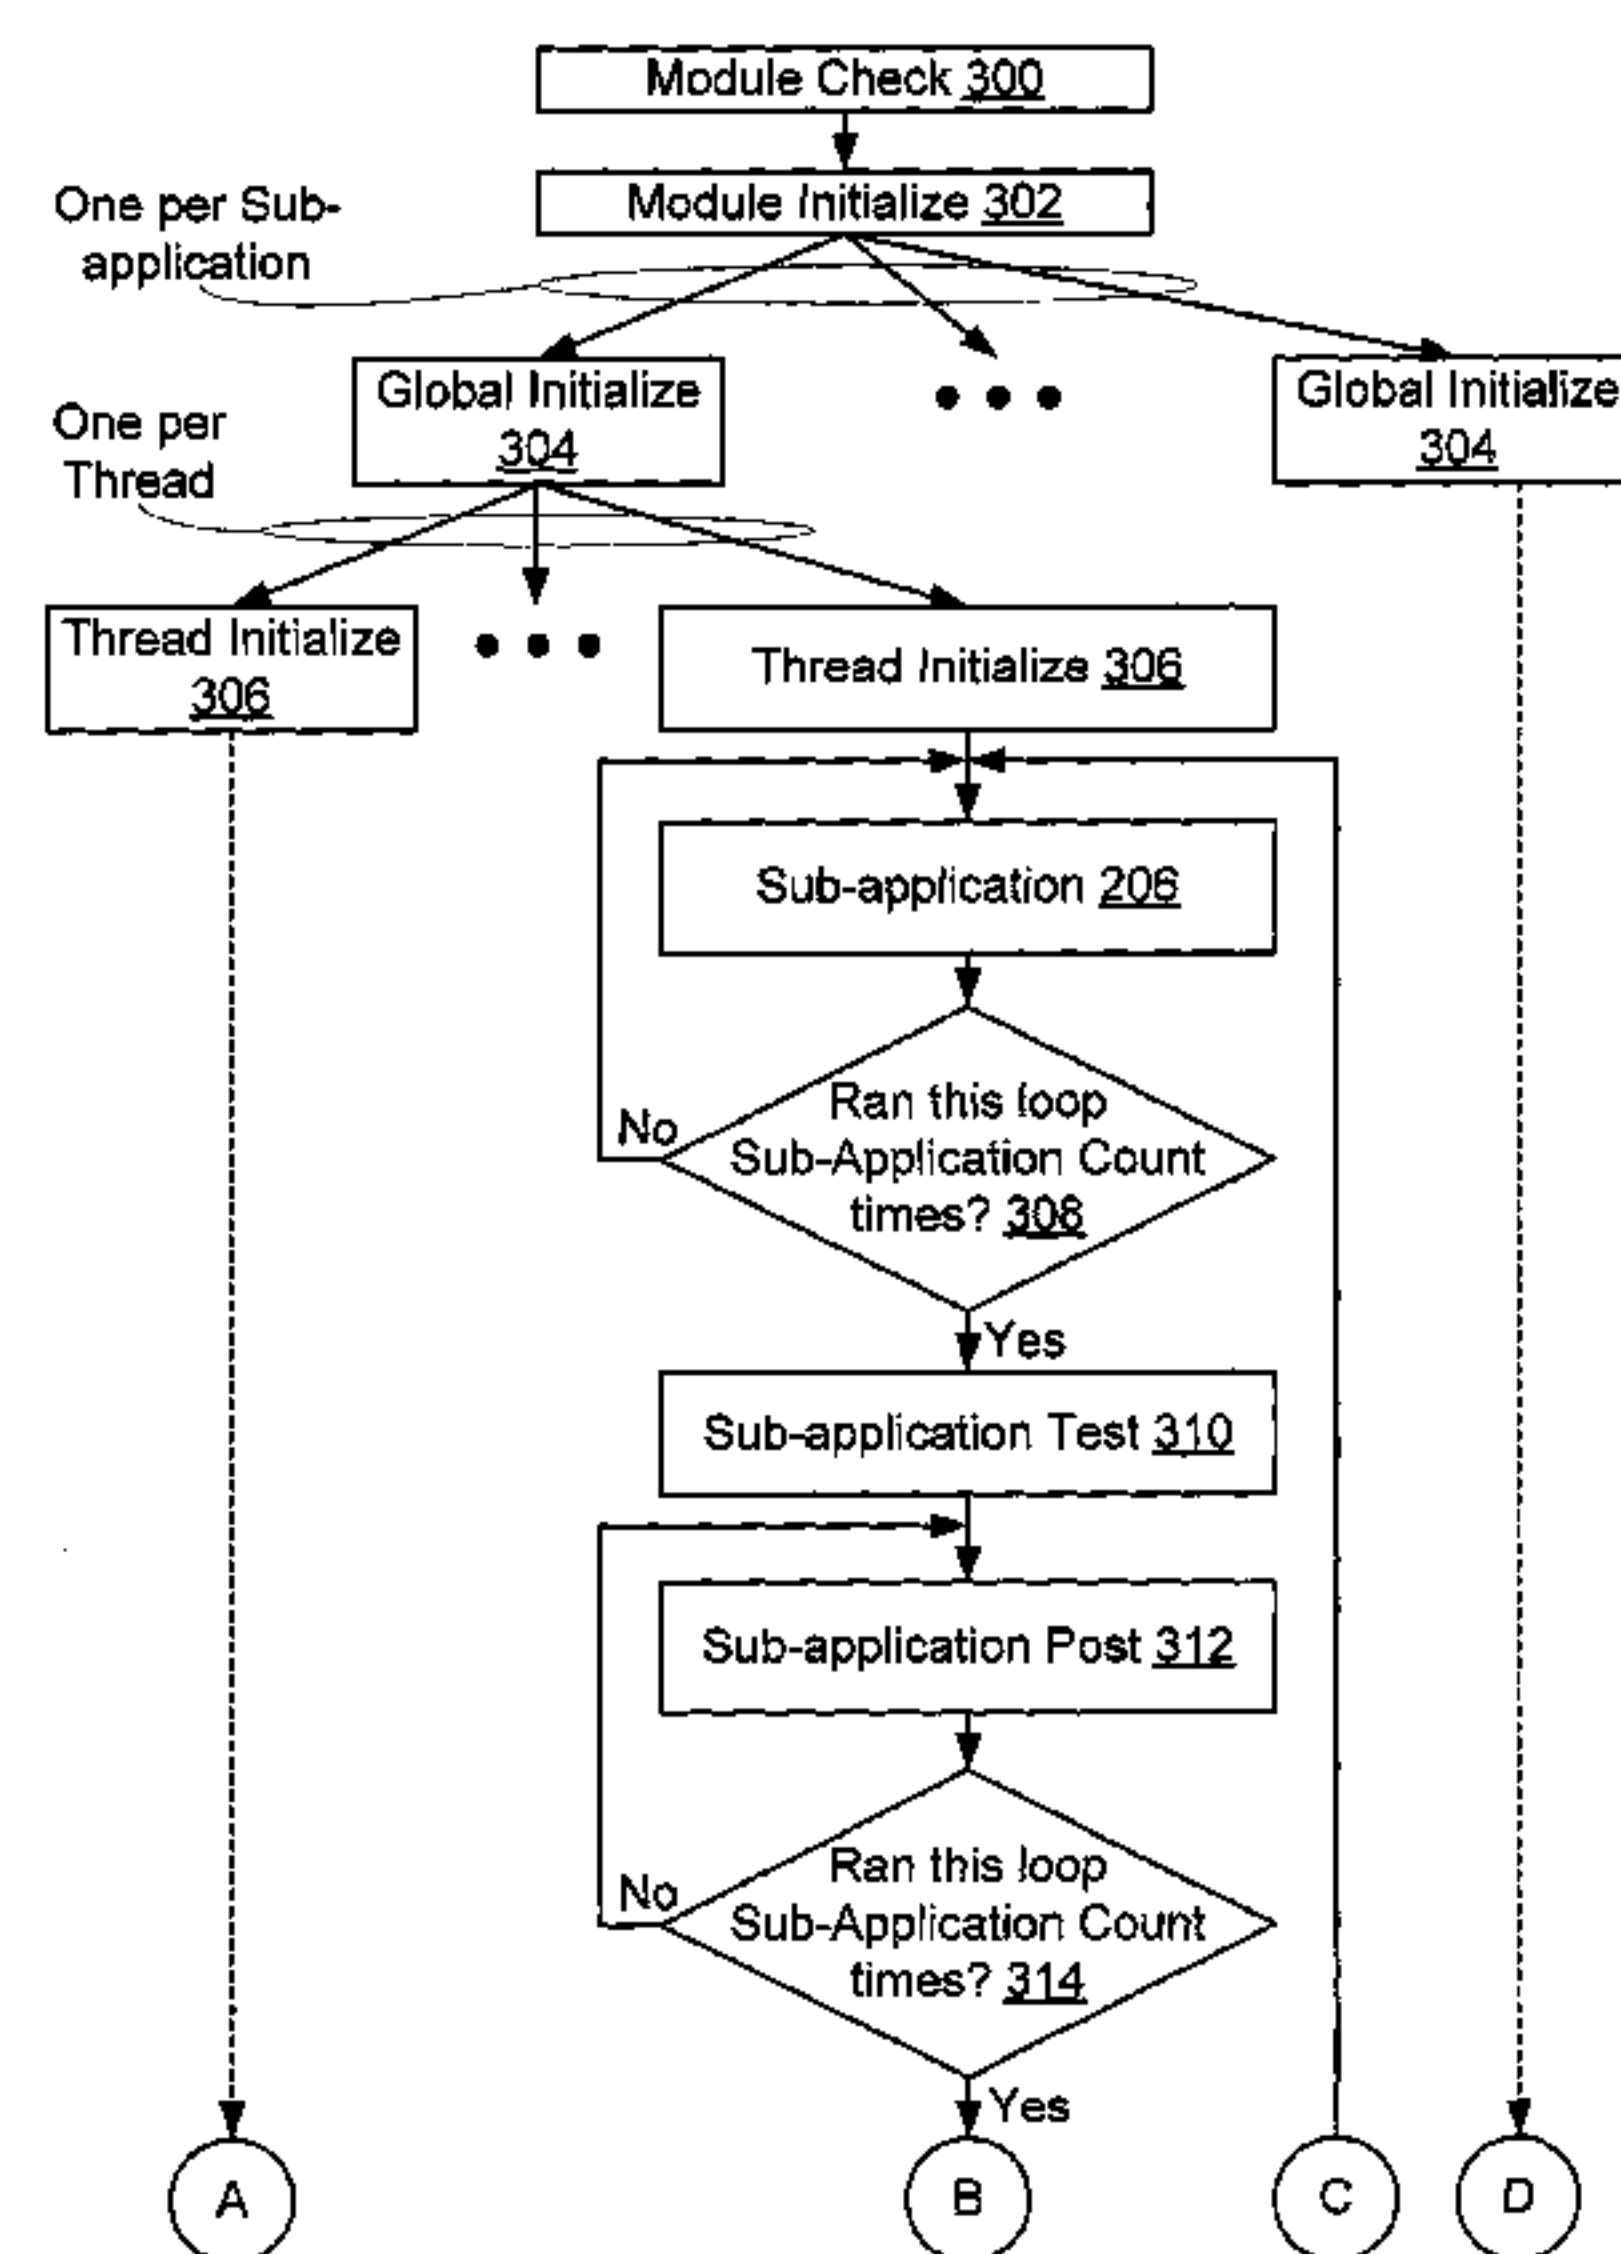 Module Check 300
Module Initialize 302
One per Sub-
application
Global Initialize
304
Global Initialize
304
One per
Thread
Thread Initialize
306
Thread Initialize 306
Sub-application 206
Ran this loop
Sub-Application Count
times? 308
No
Yes
Sub-application Test 310
Sub-application Post 312
Ran this loop
Sub-Application Count
times? 314
No
Yes
A
B
C
D